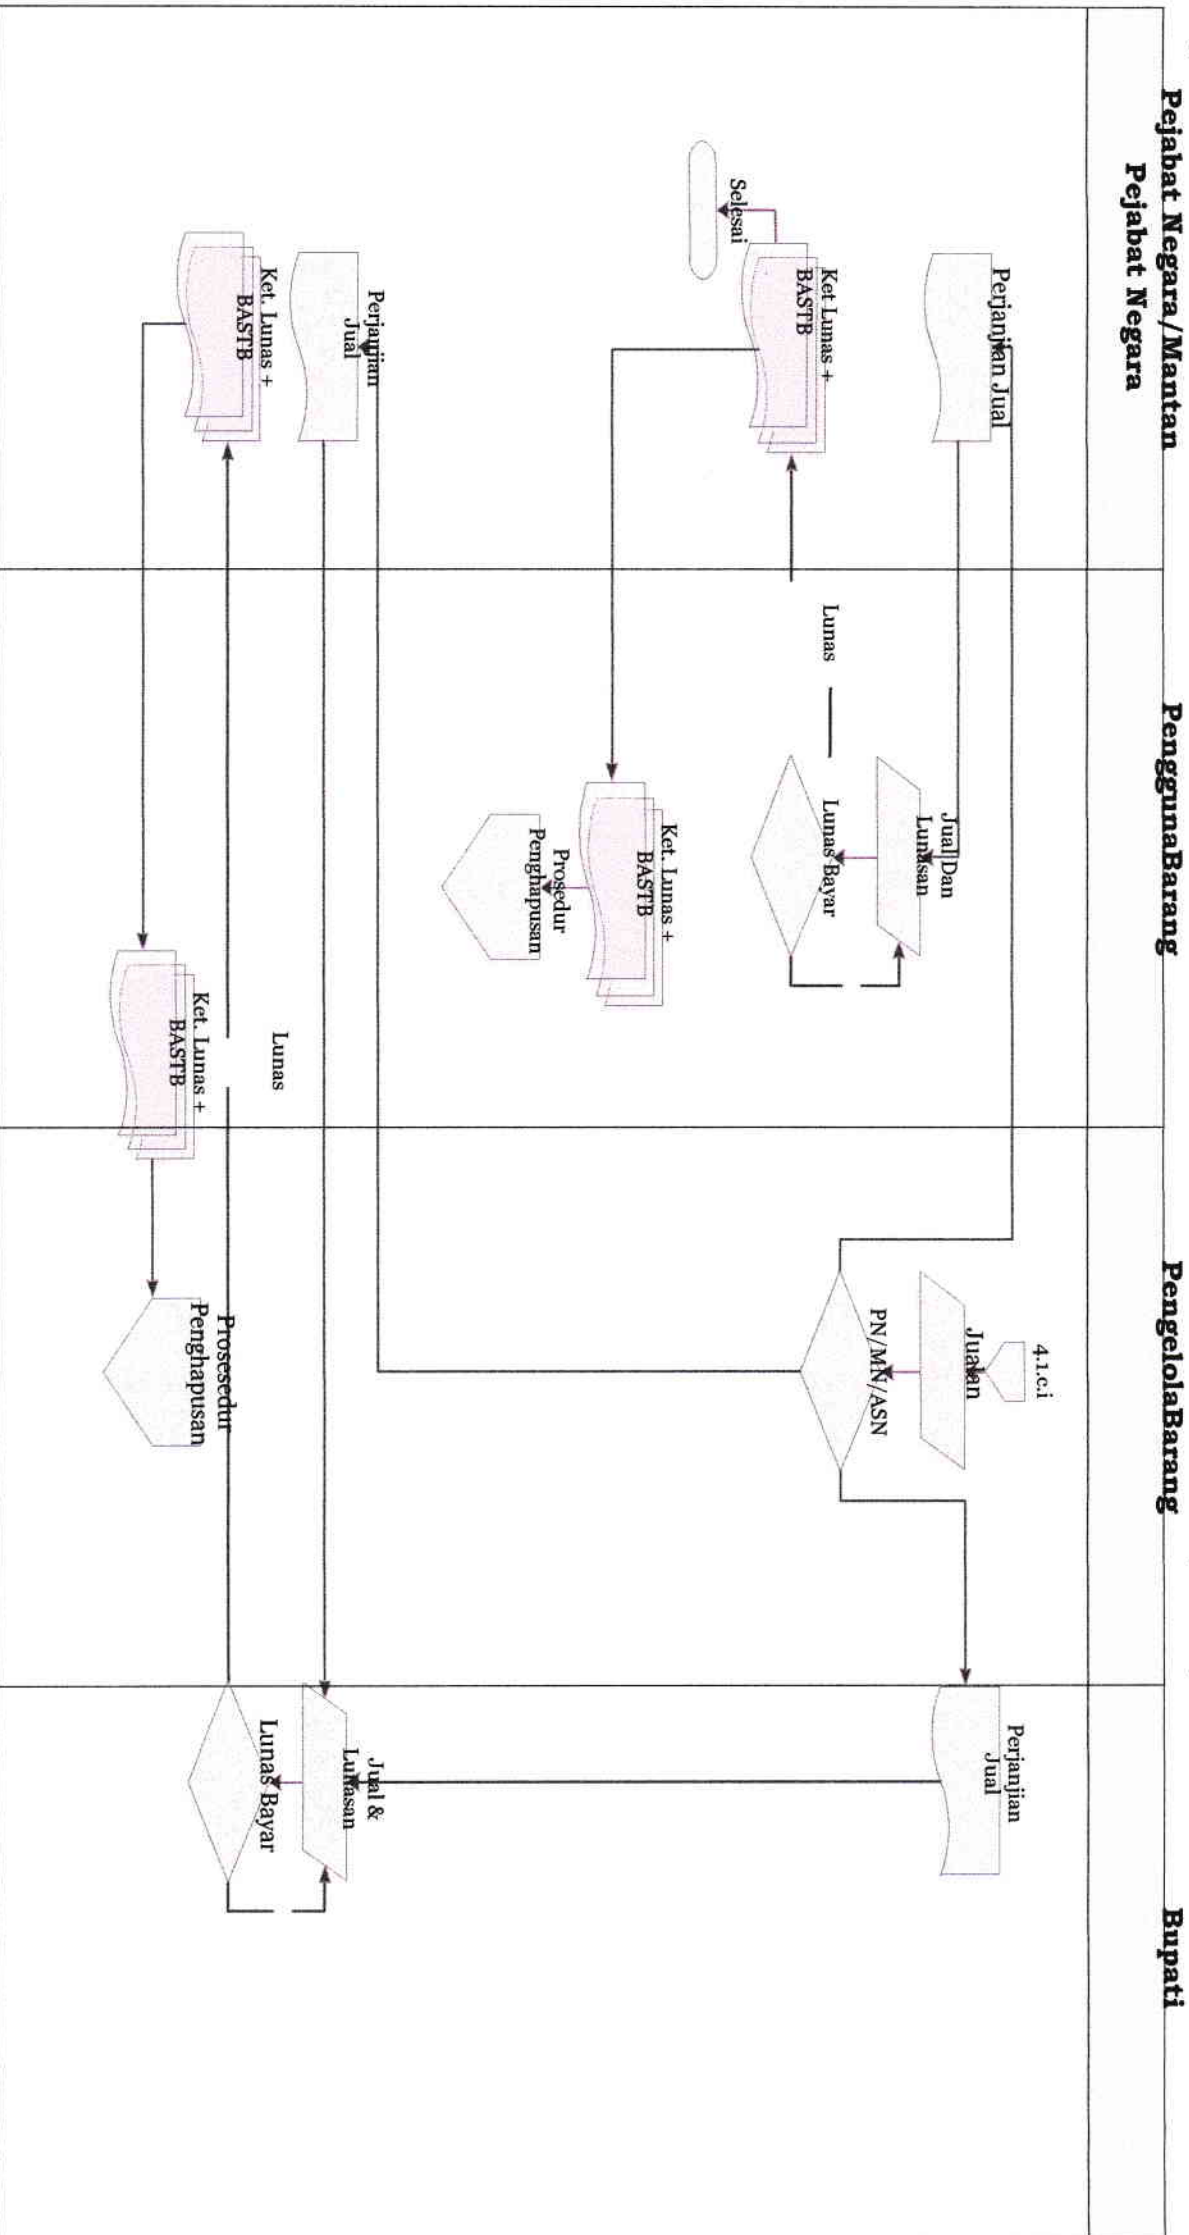 Pejabat Negara/Mantan
Pejabat Negara
PenggunaBarang
PengelolaBarang
Bupati
4.1.c.i
Perjanjian Jual
Jualan
Perjanjian
Jual
Jual Dan
Lunasan
PN/MN/ASN
Lunas
Lunas Bayar
Ket Lunas +
BASTB
Selesai
Ket. Lunas +
BASTB
Prosedur
Penghapusan
Perjanjian
Jual
Jual &
Lunasan
Lunas
Lunas Bayar
Ket. Lunas +
BASTB
Ket. Lunas +
BASTB
Prosesedur
Penghapusan